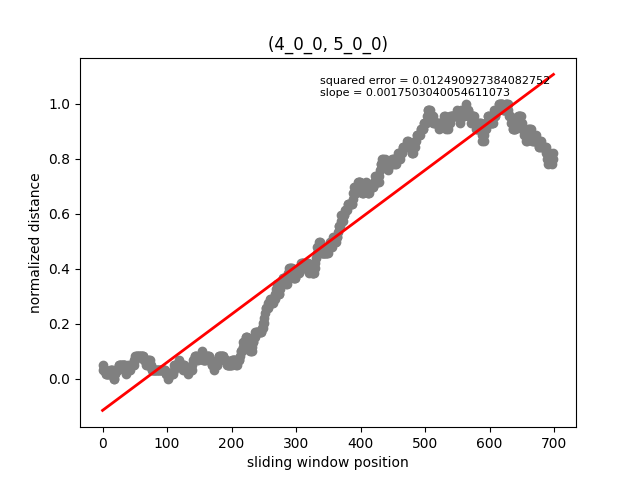 (4_0_0, 5_0_0)
squared error = 0.012490927384082752
slope = 0.0017503040054611073
normalized distance
1.0
0.8
0.6
0.4
0.2
0.0
0 100 200 300 400 500 600 700
sliding window position